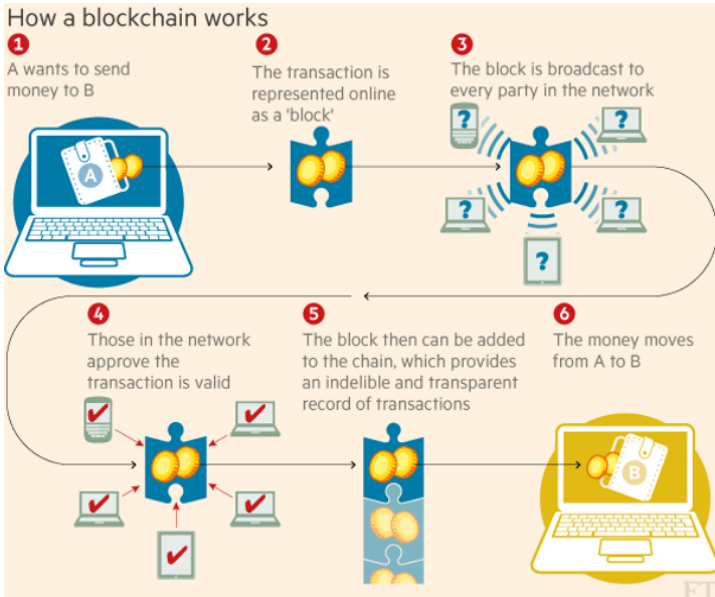 How a blockchain works
1
A wants to send
money to B
2
The transaction is
represented online
as a 'block'
3
The block is broadcast to
every party in the network
A
?
?
?
?
?
4
Those in the network
approve the
transaction is valid
5
The block then can be added
to the chain, which provides
an indelible and transparent
record of transactions
6
The money moves
from A to B
B
FT